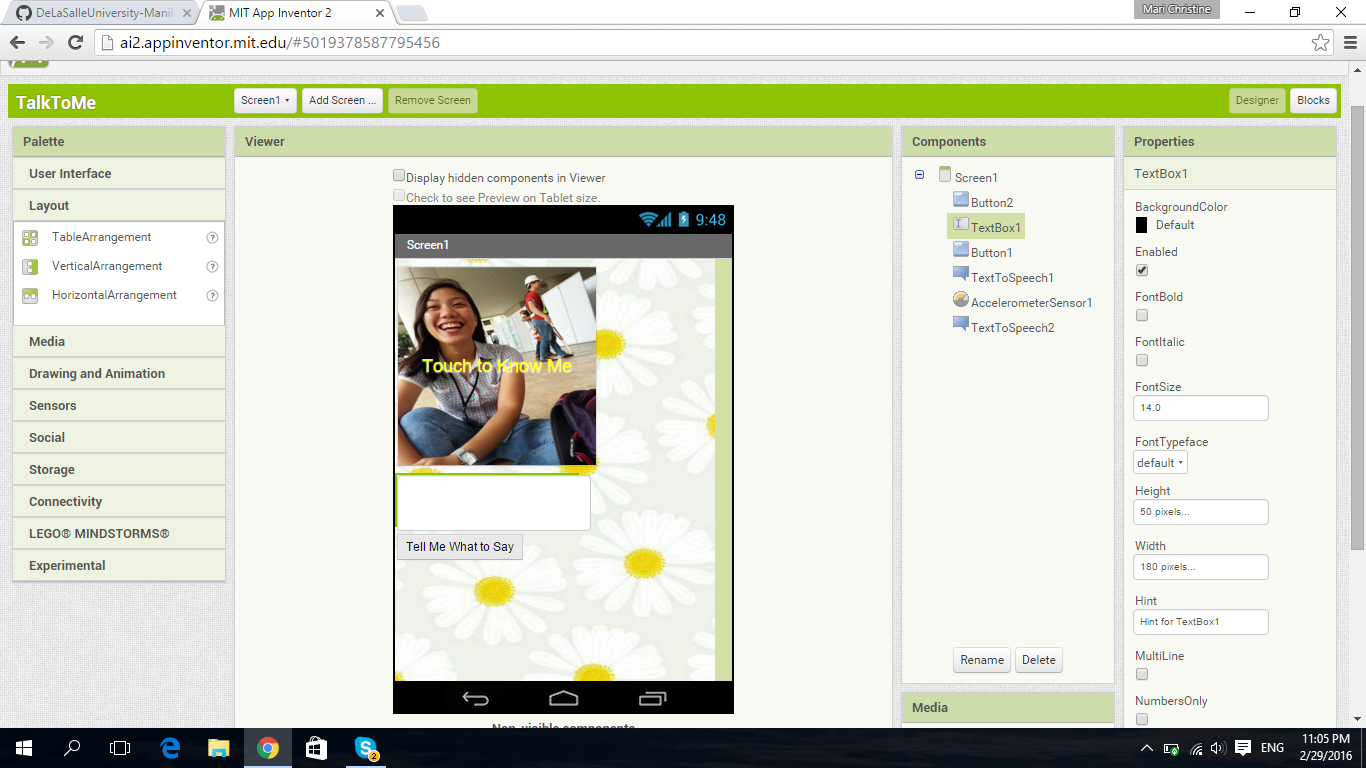 DeLaSalleUniversity-Manil
MIT App Inventor 2
Mari Christine
ai2.appinventor.mit.edu/#5019378587795456
TalkToMe
Screen1
Add Screen ...
Remove Screen
Designer
Blocks
Palette
User Interface
Layout
TableArrangement
VerticalArrangement
HorizontalArrangement
Media
Drawing and Animation
Sensors
Social
Storage
Connectivity
LEGO® MINDSTORMS®
Experimental
Viewer
Display hidden components in Viewer
Check to see Preview on Tablet size.
9:48
Screen1
Touch to Know Me
Tell Me What to Say
Non-visible components
Components
Screen1
Button2
TextBox1
Button1
TextToSpeech1
AccelerometerSensor1
TextToSpeech2
Rename
Delete
Media
Properties
TextBox1
BackgroundColor
Default
Enabled
FontBold
FontItalic
FontSize
14.0
FontTypeface
default
Height
50 pixels...
Width
180 pixels...
Hint
Hint for TextBox1
MultiLine
NumbersOnly
2
ENG
11:05 PM
2/29/2016